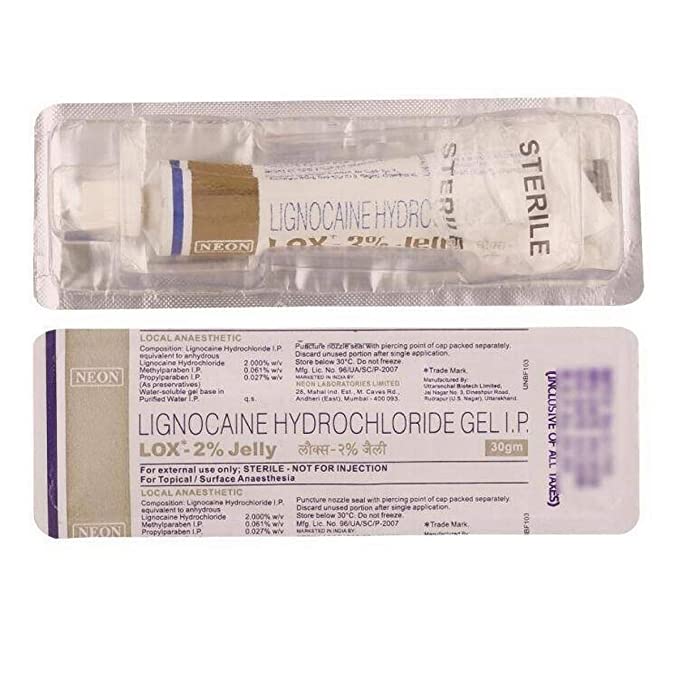 STERILE
STERILE
LIGNOCAINE HYDROC
NEON
LOX* - 2% Jelly
LOCAL ANAESTHETIC
Composition: Lignocaine Hydrochloride I.P.
equivalent to anhydrous
Lignocaine Hydrochloride 2.000% w/v
Methylparaben I.P. 0.061% w/v
Propylparaben I.P. 0.027% w/v
(As preservatives)
Water-soluble gel base in
Purified Water I.P. q.s.
NEON
Puncture nozzle seal with piercing point of cap packed separately.
Discard unused portion after single application.
Store below 30°C. Do not freeze.
Mfg. Lic. No. 96/UA/SC/P-2007
MARKETED IN INDIA BY:
NEON LABORATORIES LIMITED
28, Mahal Ind. Est., M. Caves Rd.,
Andheri (East), Mumbai - 400 093.
*Trade Mark.
Manufactured By:
Uttaranchal Biotech Limited,
Jai Nagar No. 3, Dineshpur Road,
Rudrapur (U.S. Nagar), Uttarakhand.
UNBF103
(INCLUSIVE OF ALL TAXES)
LIGNOCAINE HYDROCHLORIDE GEL I.P.
LOX* - 2% Jelly लौक्स-२% जैली 30gm
For external use only; STERILE - NOT FOR INJECTION
For Topical / Surface Anaesthesia
LOCAL ANAESTHETIC
Composition: Lignocaine Hydrochloride I.P.
equivalent to anhydrous
Lignocaine Hydrochloride 2.000% w/v
Methylparaben I.P. 0.061% w/v
Propylparaben I.P. 0.027% w/v
NEON
Puncture nozzle seal with piercing point of cap packed separately.
Discard unused portion after single application.
Store below 30°C. Do not freeze.
Mfg. Lic. No. 96/UA/SC/P-2007
MARKETED IN INDIA BY:
*Trade Mark.
Manufactured By:
UNBF103